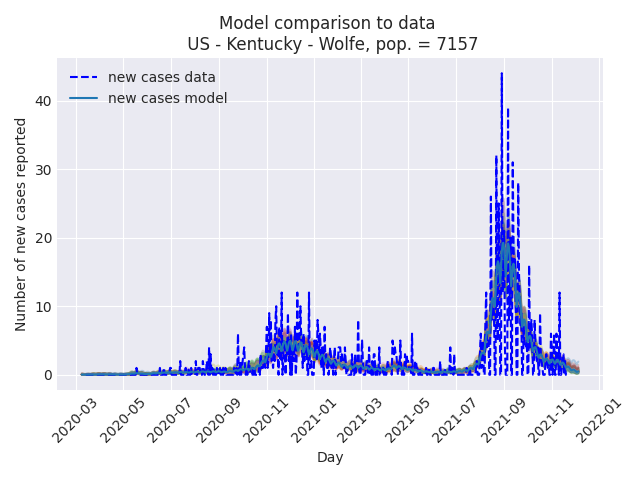 Model comparison to data
US - Kentucky - Wolfe, pop. = 7157
new cases data
new cases model
Number of new cases reported
40
30
20
10
0
2020-03
2020-05
2020-07
2020-09
2020-11
2021-01
2021-03
2021-05
2021-07
2021-09
2021-11
2022-01
Day